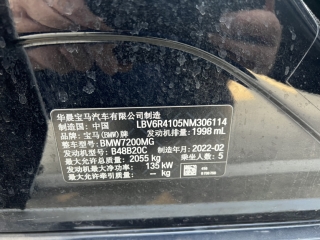 华晨宝马汽车有限公司制造
制造国：中国 LBV6R4105NM306114
品牌：宝马(BMW)牌 发动机排量：1998 mL
整车型号：BMW7200MG
发动机型号：B48B20C 制造年月：2022-02
最大允许总质量：2055 kg 乘坐人数：5
发动机最大净功率：135 kW
最大允许牵引质量：- kg